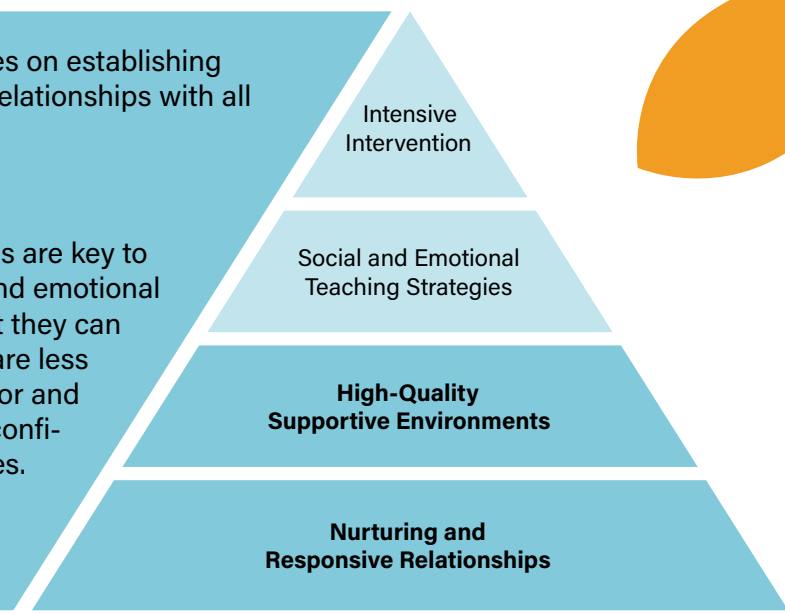 es on establishing
elationships with all
s are key to
nd emotional
t they can
are less
or and
confi-
es.
Intensive
Intervention
Social and Emotional
Teaching Strategies
High-Quality
Supportive Environments
Nurturing and
Responsive Relationships